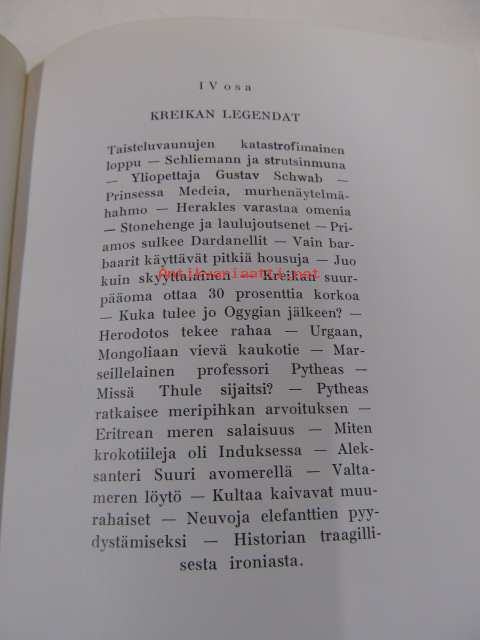 IV osa
KREIKAN LEGENDAT
Taisteluvaunujen katastrofimainen
loppu — Schliemann ja strutsinmuna
— Yliopettaja Gustav Schwab —
Prinsessa Medeia, murhenäytelmä-
hahmo — Herakles varastaa omenia
— Stonehenge ja laulujoutsenet — Pri-
amos sulkee Dardanellit — Vain bar-
baarit käyttävät pitkiä housuja — Juo
kuin skyyttalainen — Kreikan suur-
pääoma ottaa 30 prosenttia korkoa
— Kuka tulee jo Ogygian jälkeen? —
Herodotos tekee rahaa — Urgaan,
Mongoliaan vievä kaukotie — Mar-
seillelainen professori Pytheas —
Missä Thule sijaitsi? — Pytheas
ratkaisee meripihkan arvoituksen —
Eritrean meren salaisuus — Miten
krokotiileja oli Induksessa — Alek-
santeri Suuri avomerellä — Valta-
meren löytö — Kultaa kaivavat muu-
rahaiset — Neuvoja elefanttien pyy-
dystämiseksi — Historian traagilli-
sesta ironiasta.
Antikvariaatti.net